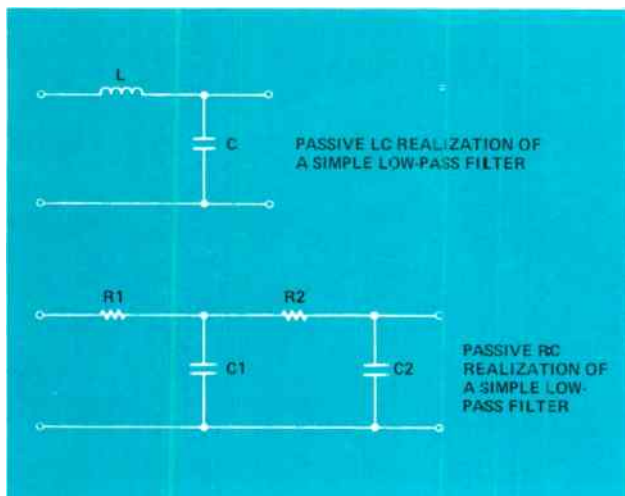 L
C
PASSIVE LC REALIZATION OF
A SIMPLE LOW-PASS FILTER
R1
R2
C1
C2
PASSIVE RC
REALIZATION OF
A SIMPLE LOW-
PASS FILTER